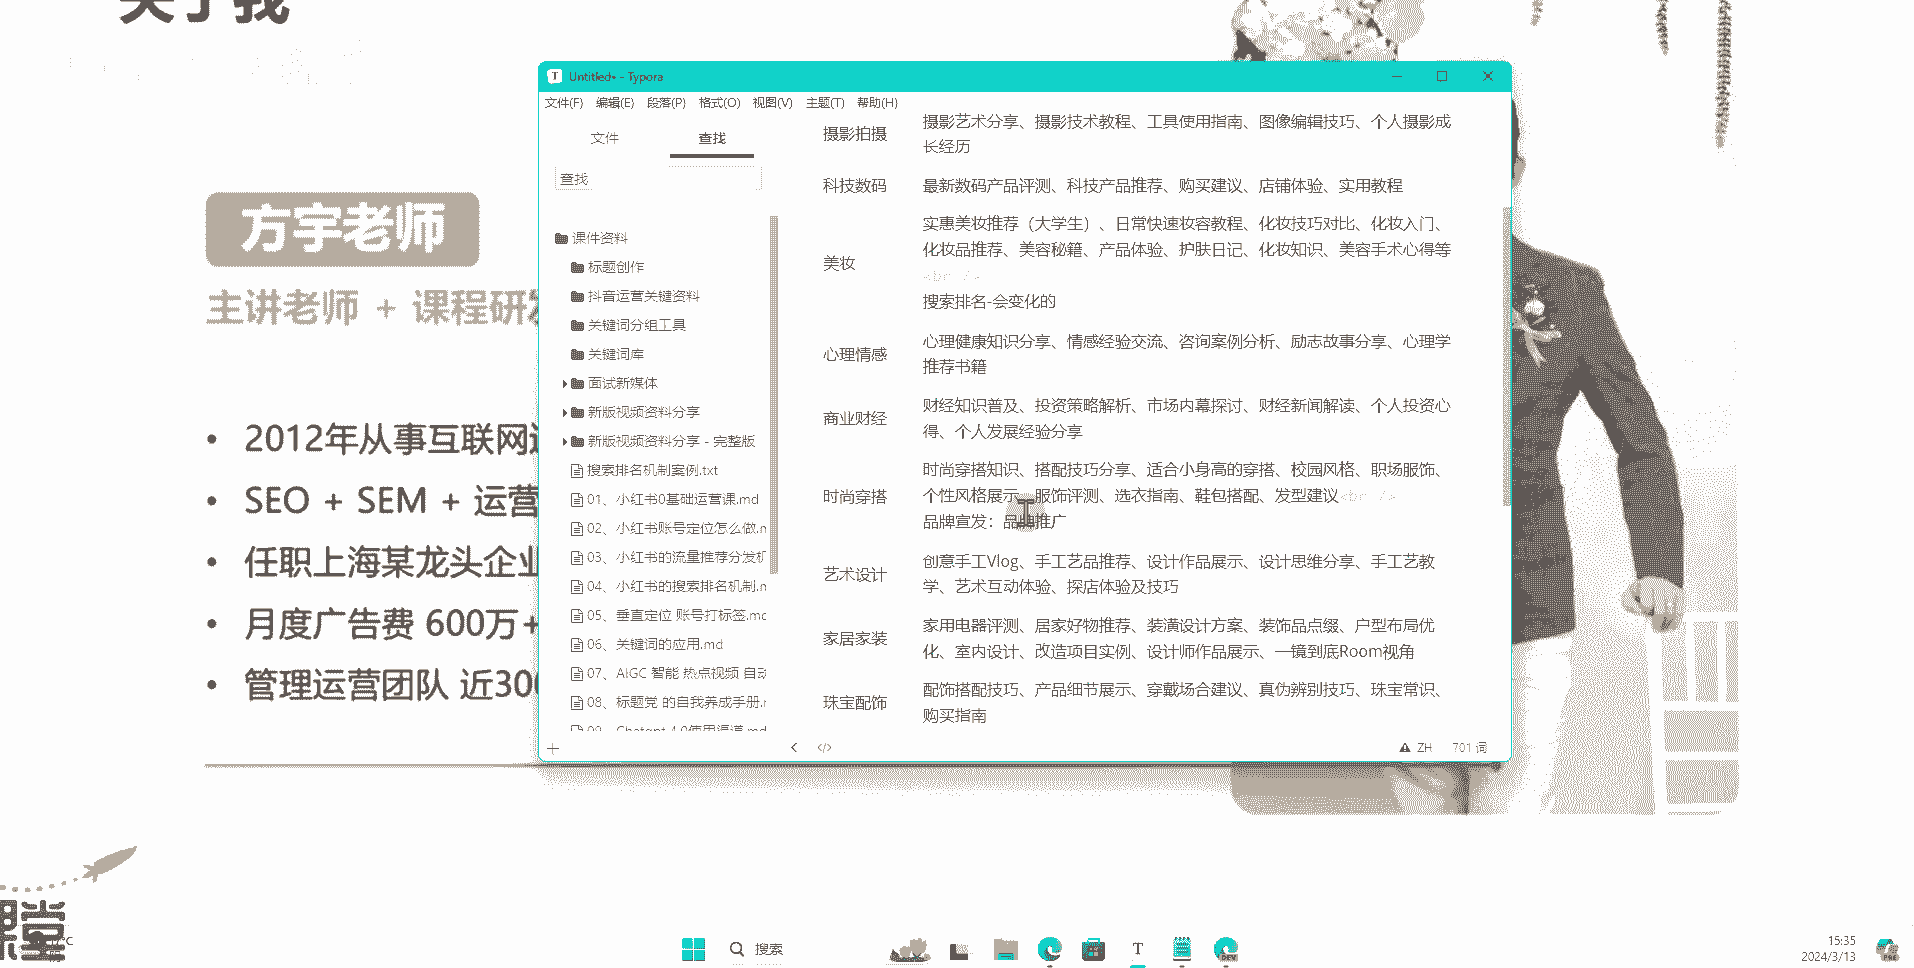 关于我
方宇老师
主讲老师 + 课程研
2012年从事互联网
SEO + SEM + 运营
任职上海某龙头企业
月度广告费 600万+
管理运营团队 近30
Untitled• - Typora
文件(F) 编辑(E) 段落(P) 格式(O) 视图(V) 主题(T) 帮助(H)
文件 查找
查找
课件资料
标题创作
抖音运营关键资料
关键词分组工具
关键词库
面试新媒体
新版视频资料分享
新版视频资料分享 - 完整版
搜索排名机制案例.txt
01、小红书0基础运营课.md
02、小红书账号定位怎么做.m
03、小红书的流量推荐分发机
04、小红书的搜索排名机制.m
05、垂直定位 账号打标签.md
06、关键词的应用.md
07、AIGC 智能 热点视频 自动
08、标题党 的自我养成手册.m
09、Chatgpt 4.0使用渠道.md
摄影拍摄
摄影艺术分享、摄影技术教程、工具使用指南、图像编辑技巧、个人摄影成
长经历
科技数码
最新数码产品评测、科技产品推荐、购买建议、店铺体验、实用教程
美妆
实惠美妆推荐（大学生）、日常快速妆容教程、化妆技巧对比、化妆入门、
化妆品推荐、美容秘籍、产品体验、护肤日记、化妆知识、美容手术心得等
<br />
搜索排名-会变化的
心理情感
心理健康知识分享、情感经验交流、咨询案例分析、励志故事分享、心理学
推荐书籍
商业财经
财经知识普及、投资策略解析、市场内幕探讨、财经新闻解读、个人投资心
得、个人发展经验分享
时尚穿搭
时尚穿搭知识、搭配技巧分享、适合小身高的穿搭、校园风格、职场服饰、
个性风格展示、服饰评测、选衣指南、鞋包搭配、发型建议<br />
品牌宣发：品牌推广
艺术设计
创意手工Vlog、手工艺品推荐、设计作品展示、设计思维分享、手工艺教
学、艺术互动体验、探店体验及技巧
家居家装
家用电器评测、居家好物推荐、装潢设计方案、装饰品点缀、户型布局优
化、室内设计、改造项目实例、设计师作品展示、一镜到底Room视角
珠宝配饰
配饰搭配技巧、产品细节展示、穿戴场合建议、真伪辨别技巧、珠宝常识、
购买指南
ZH 701 词
课堂
搜索
DEV
15:35
2024/3/13
PRE